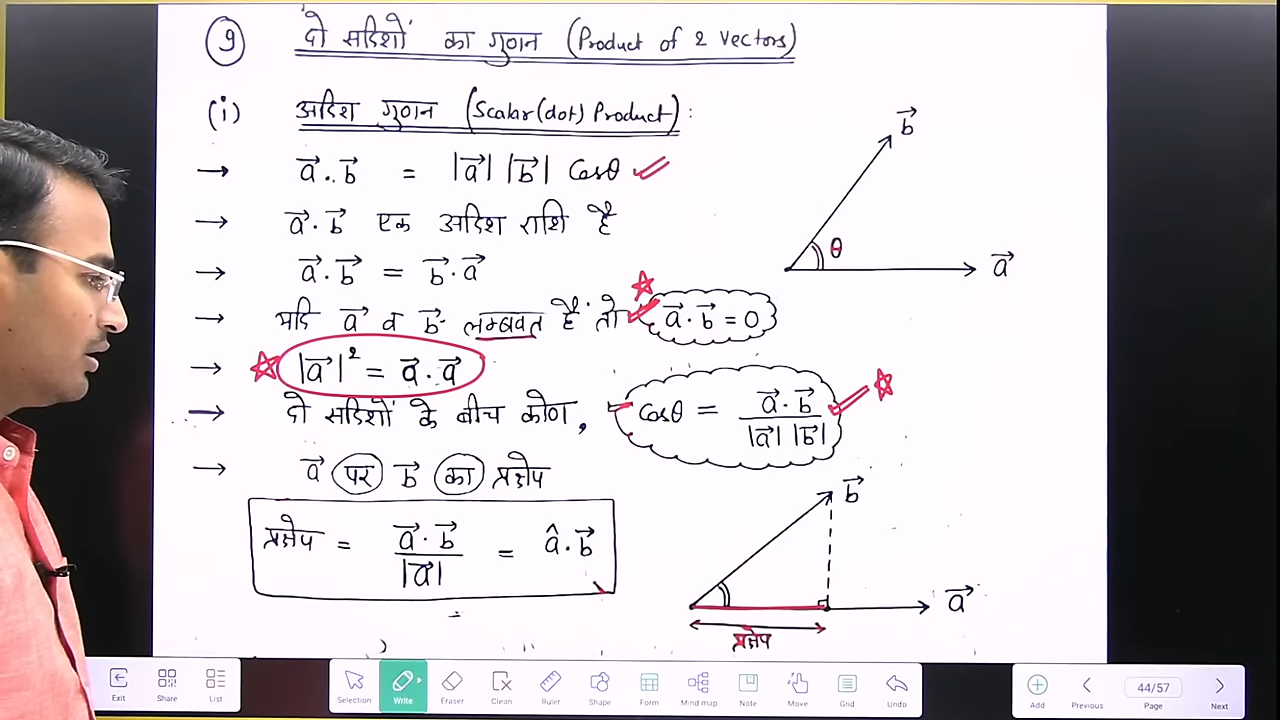 9 दो सदिशों का गुणन (Product of 2 Vectors)
(i) अदिश गुणन (Scalar(dot) Product) :
→ a⃗ . b⃗ = |a⃗| |b⃗| Cosθ
→ a⃗ . b⃗ एक अदिश राशि है
→ a⃗ . b⃗ = b⃗ . a⃗
→ यदि a⃗ व b⃗ लम्बवत है तो a⃗ . b⃗ = 0
→ |a⃗|² = a⃗ . a⃗
→ दो सदिशों के बीच कोण, Cosθ = a⃗ . b⃗ / |a⃗| |b⃗|
→ a⃗ पर b⃗ का प्रक्षेप
प्रक्षेप = a⃗ . b⃗ / |a⃗| = â . b⃗
b⃗
θ
a⃗
b⃗
a⃗
प्रक्षेप
Exit Share List Selection Write Eraser Clean Ruler Shape Form Mind map Note Move Grid Undo Add Previous 44/57 Next